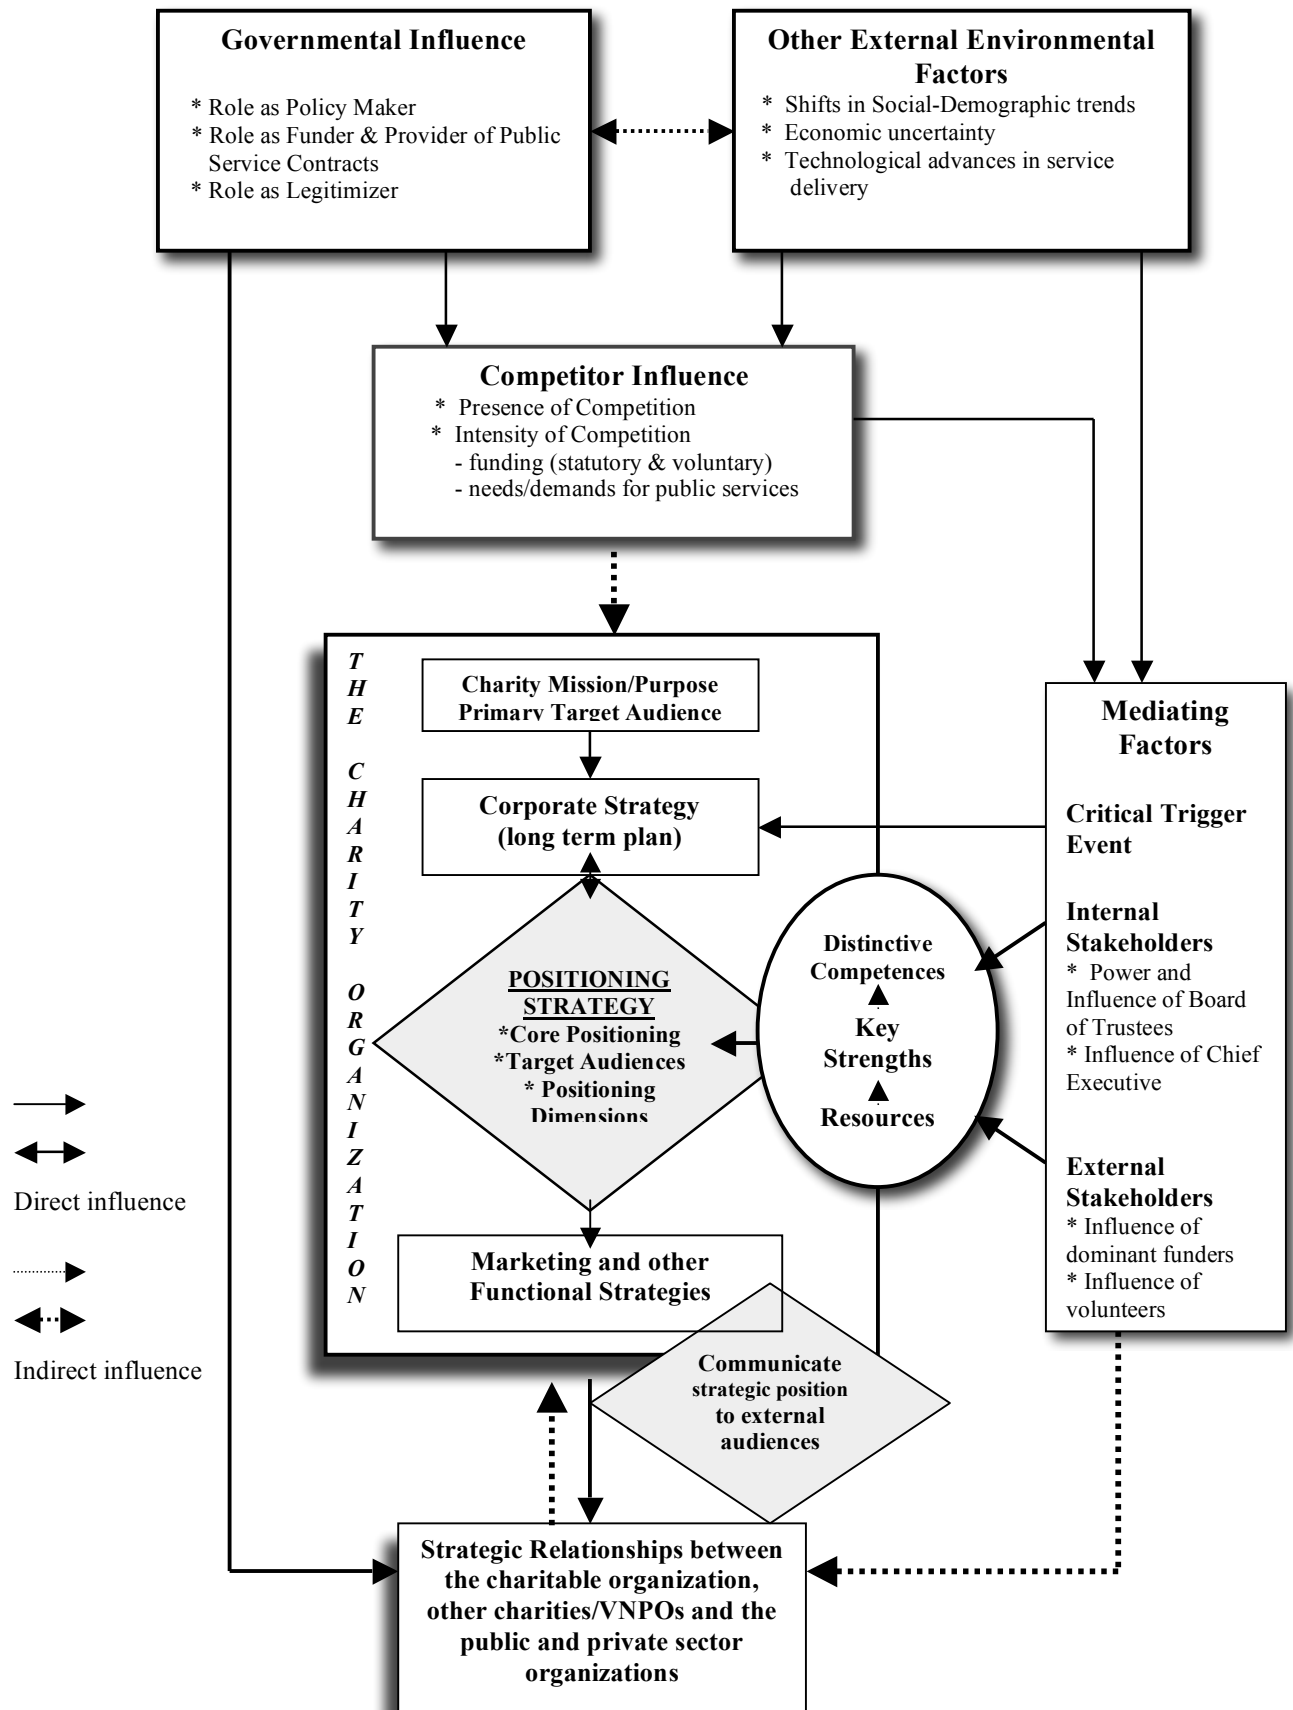 Governmental Influence
* Role as Policy Maker
* Role as Funder & Provider of Public
Service Contracts
* Role as Legitimizer
Other External Environmental
Factors
* Shifts in Social-Demographic trends
* Economic uncertainty
* Technological advances in service
delivery
Competitor Influence
* Presence of Competition
* Intensity of Competition
- funding (statutory & voluntary)
- needs/demands for public services
THE CHARITY ORGANIZATION
Charity Mission/Purpose
Primary Target Audience
Corporate Strategy
(long term plan)
POSITIONING
STRATEGY
*Core Positioning
*Target Audiences
* Positioning
Dimensions
Distinctive
Competences
Key
Strengths
Resources
Mediating
Factors
Critical Trigger
Event
Internal
Stakeholders
* Power and
Influence of Board
of Trustees
* Influence of Chief
Executive
External
Stakeholders
* Influence of
dominant funders
* Influence of
volunteers
Direct influence
Indirect influence
Marketing and other
Functional Strategies
Communicate
strategic position
to external
audiences
Strategic Relationships between
the charitable organization,
other charities/VNPOs and the
public and private sector
organizations